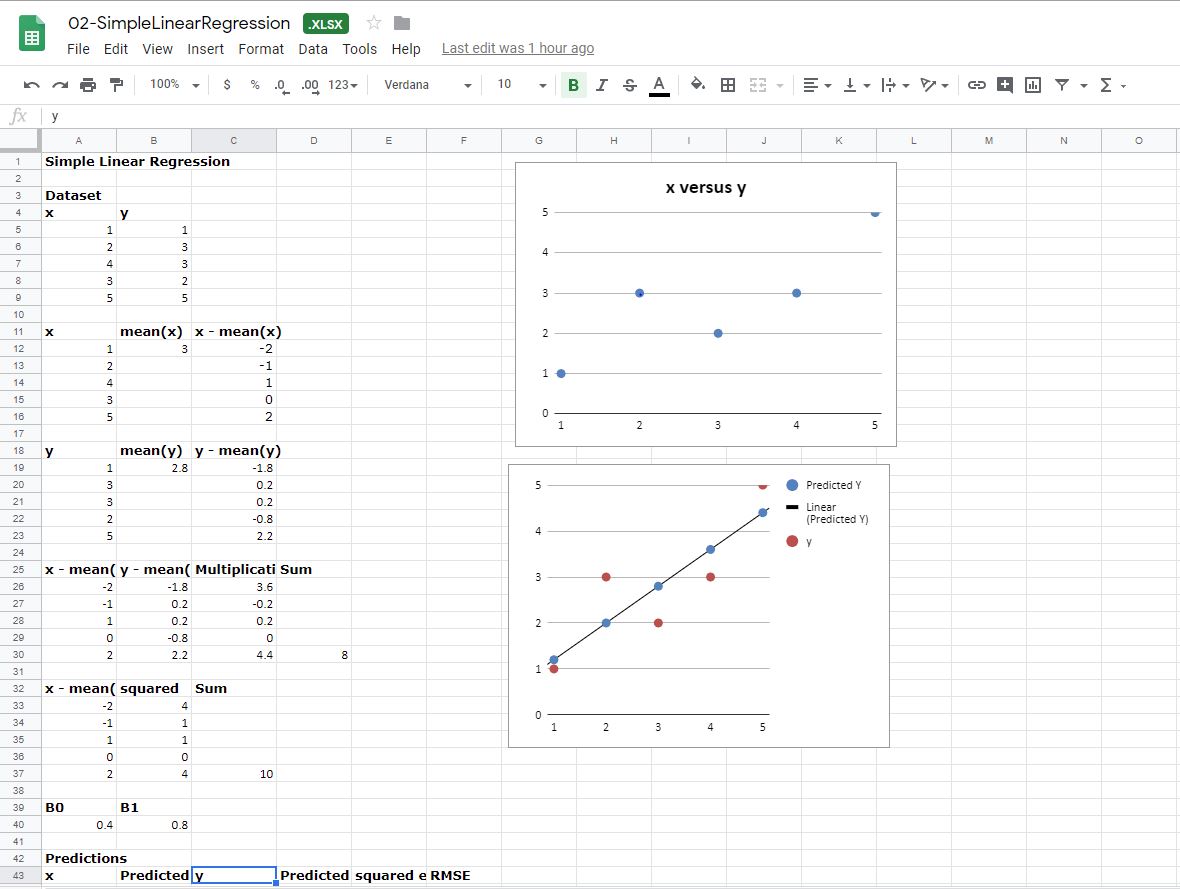 02-SimpleLinearRegression .XLSX
File Edit View Insert Format Data Tools Help Last edit was 1 hour ago
100% $ % .0 .00 123 Verdana 10 B I S A Σ
fx y
A B C D E F G H I J K L M N O
1 Simple Linear Regression
2
3 Dataset
4 x y
5 1 1
6 2 3
7 4 3
8 3 2
9 5 5
10
11 x mean(x) x - mean(x)
12 1 3 -2
13 2 -1
14 4 1
15 3 0
16 5 2
17
18 y mean(y) y - mean(y)
19 1 2.8 -1.8
20 3 0.2
21 3 0.2
22 2 -0.8
23 5 2.2
24
25 x - mean( y - mean( Multiplicati Sum
26 -2 -1.8 3.6
27 -1 0.2 -0.2
28 1 0.2 0.2
29 0 -0.8 0
30 2 2.2 4.4 8
31
32 x - mean( squared Sum
33 -2 4
34 -1 1
35 1 1
36 0 0
37 2 4 10
38
39 B0 B1
40 0.4 0.8
41
42 Predictions
43 x Predicted y Predicted squared e RMSE
x versus y
5
4
3
2
1
0
1 2 3 4 5
5
4
3
2
1
0
1 2 3 4 5
Predicted Y
Linear
(Predicted Y)
y